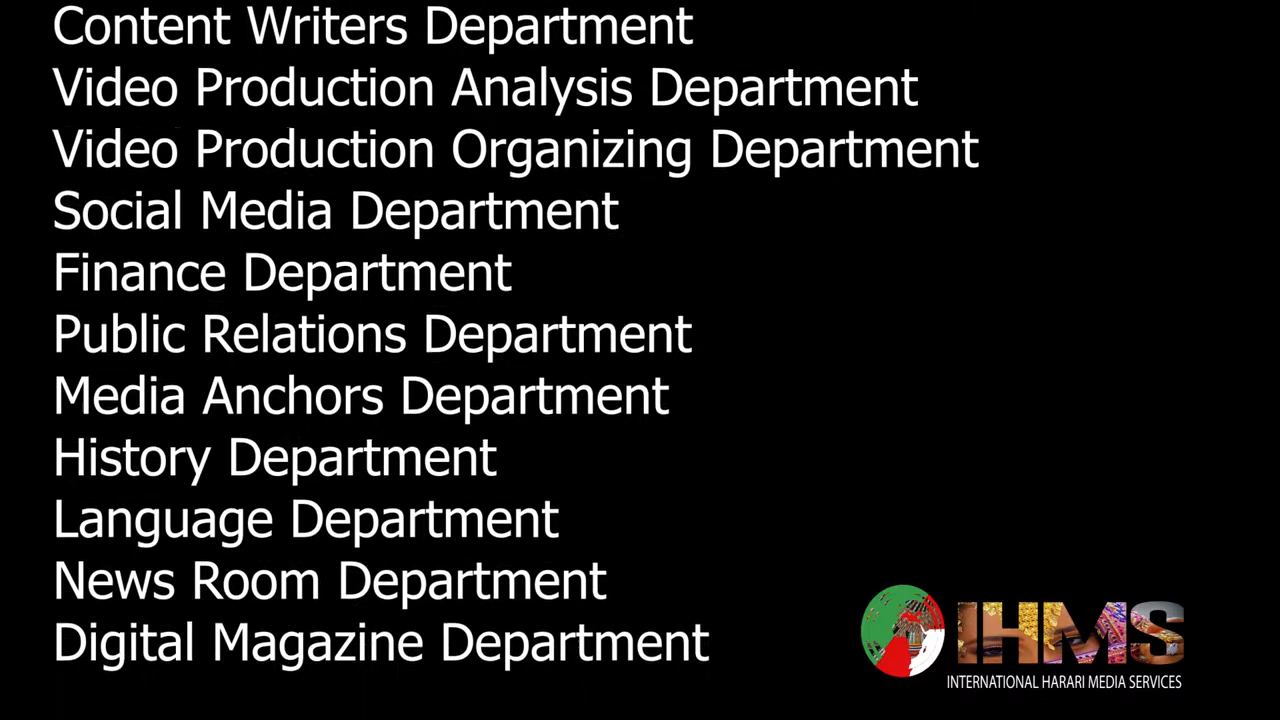 Content Writers Department
Video Production Analysis Department
Video Production Organizing Department
Social Media Department
Finance Department
Public Relations Department
Media Anchors Department
History Department
Language Department
News Room Department
Digital Magazine Department
IHMS
INTERNATIONAL HARARI MEDIA SERVICES